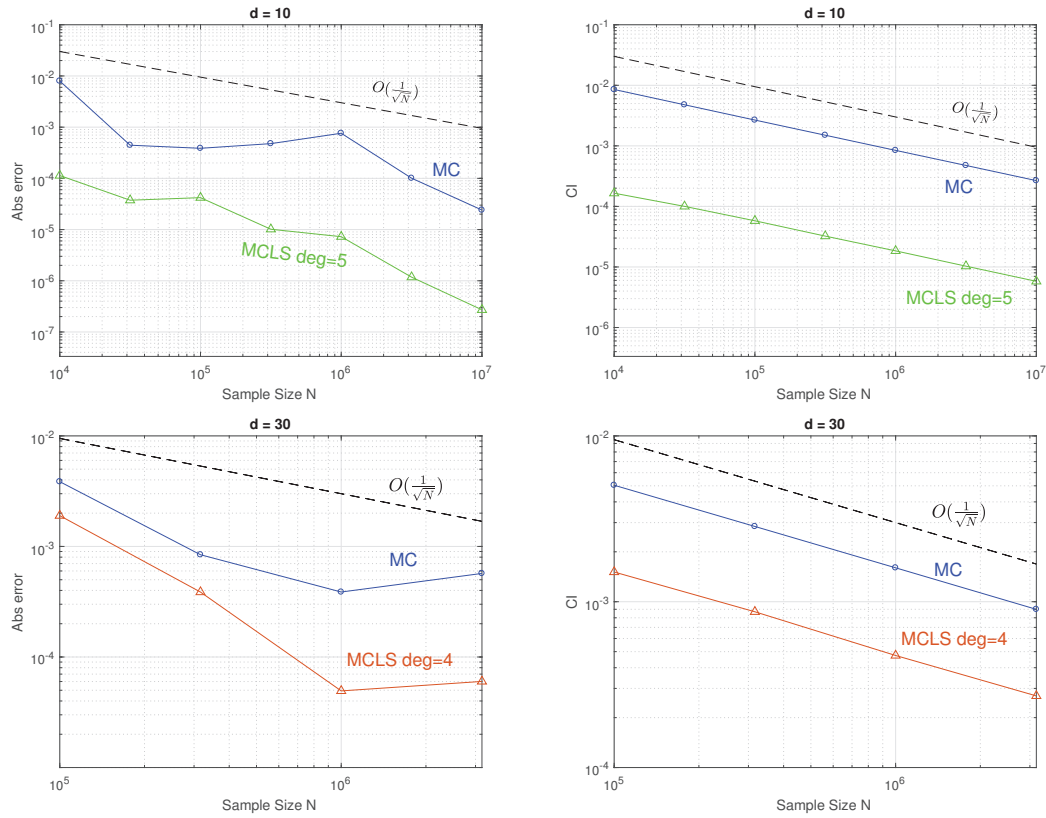 d = 10
10^-1
10^-2
10^-3
10^-4
10^-5
10^-6
10^-7
Abs error
O(1/√N)
MC
MCLS deg=5
10^4
10^5
10^6
10^7
Sample Size N
d = 10
10^-1
10^-2
10^-3
10^-4
10^-5
10^-6
CI
O(1/√N)
MC
MCLS deg=5
10^4
10^5
10^6
10^7
Sample Size N
d = 30
10^-2
10^-3
10^-4
Abs error
O(1/√N)
MC
MCLS deg=4
10^5
10^6
Sample Size N
d = 30
10^-2
10^-3
10^-4
CI
O(1/√N)
MC
MCLS deg=4
10^5
10^6
Sample Size N